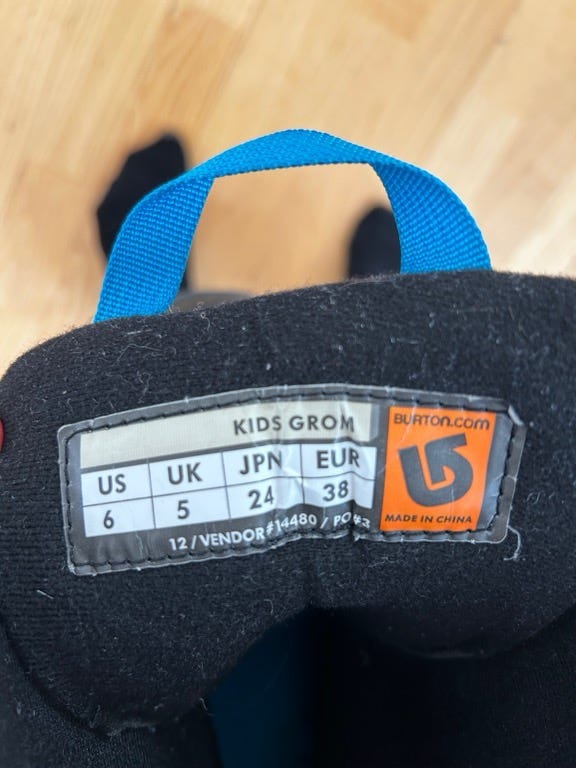 KIDS GROM
US UK JPN EUR
6 5 24 38
12 / VENDOR#14480 / PO#3
BURTON.COM
MADE IN CHINA